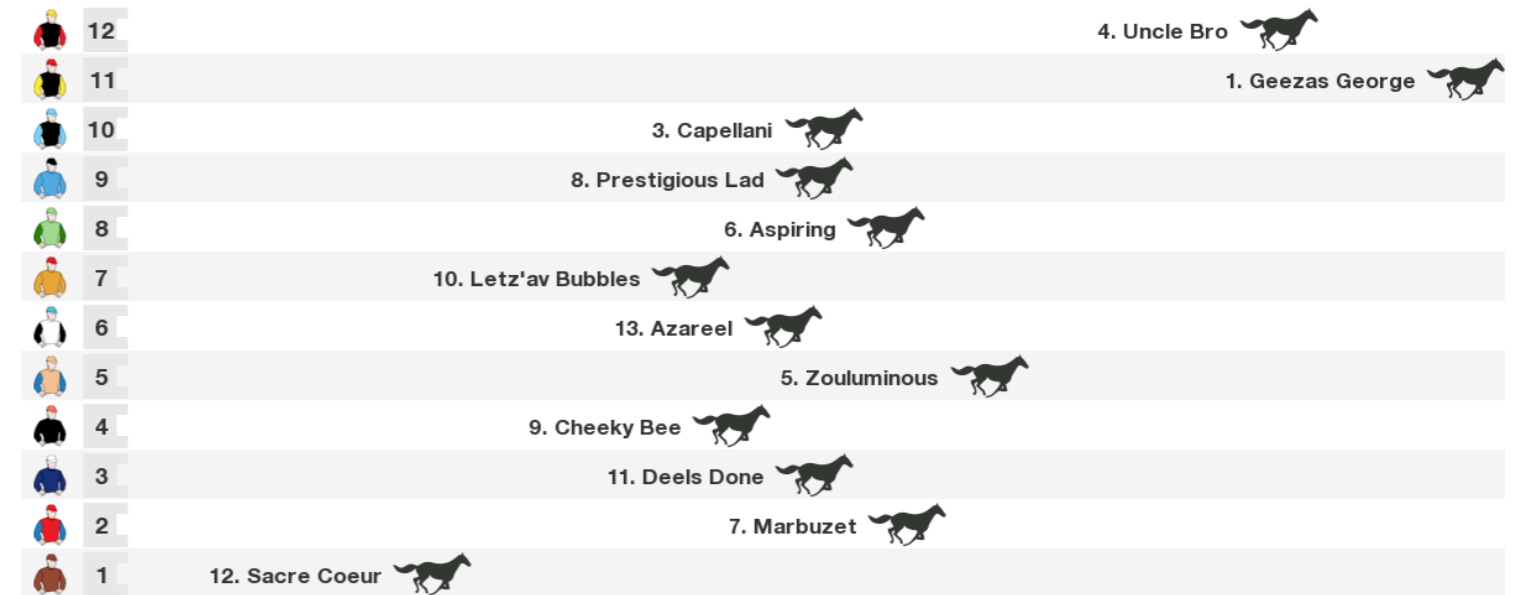 12 4. Uncle Bro
11 1. Geezas George
10 3. Capellani
9 8. Prestigious Lad
8 6. Aspiring
7 10. Letz'av Bubbles
6 13. Azareel
5 5. Zouluminous
4 9. Cheeky Bee
3 11. Deels Done
2 7. Marbuzet
1 12. Sacre Coeur